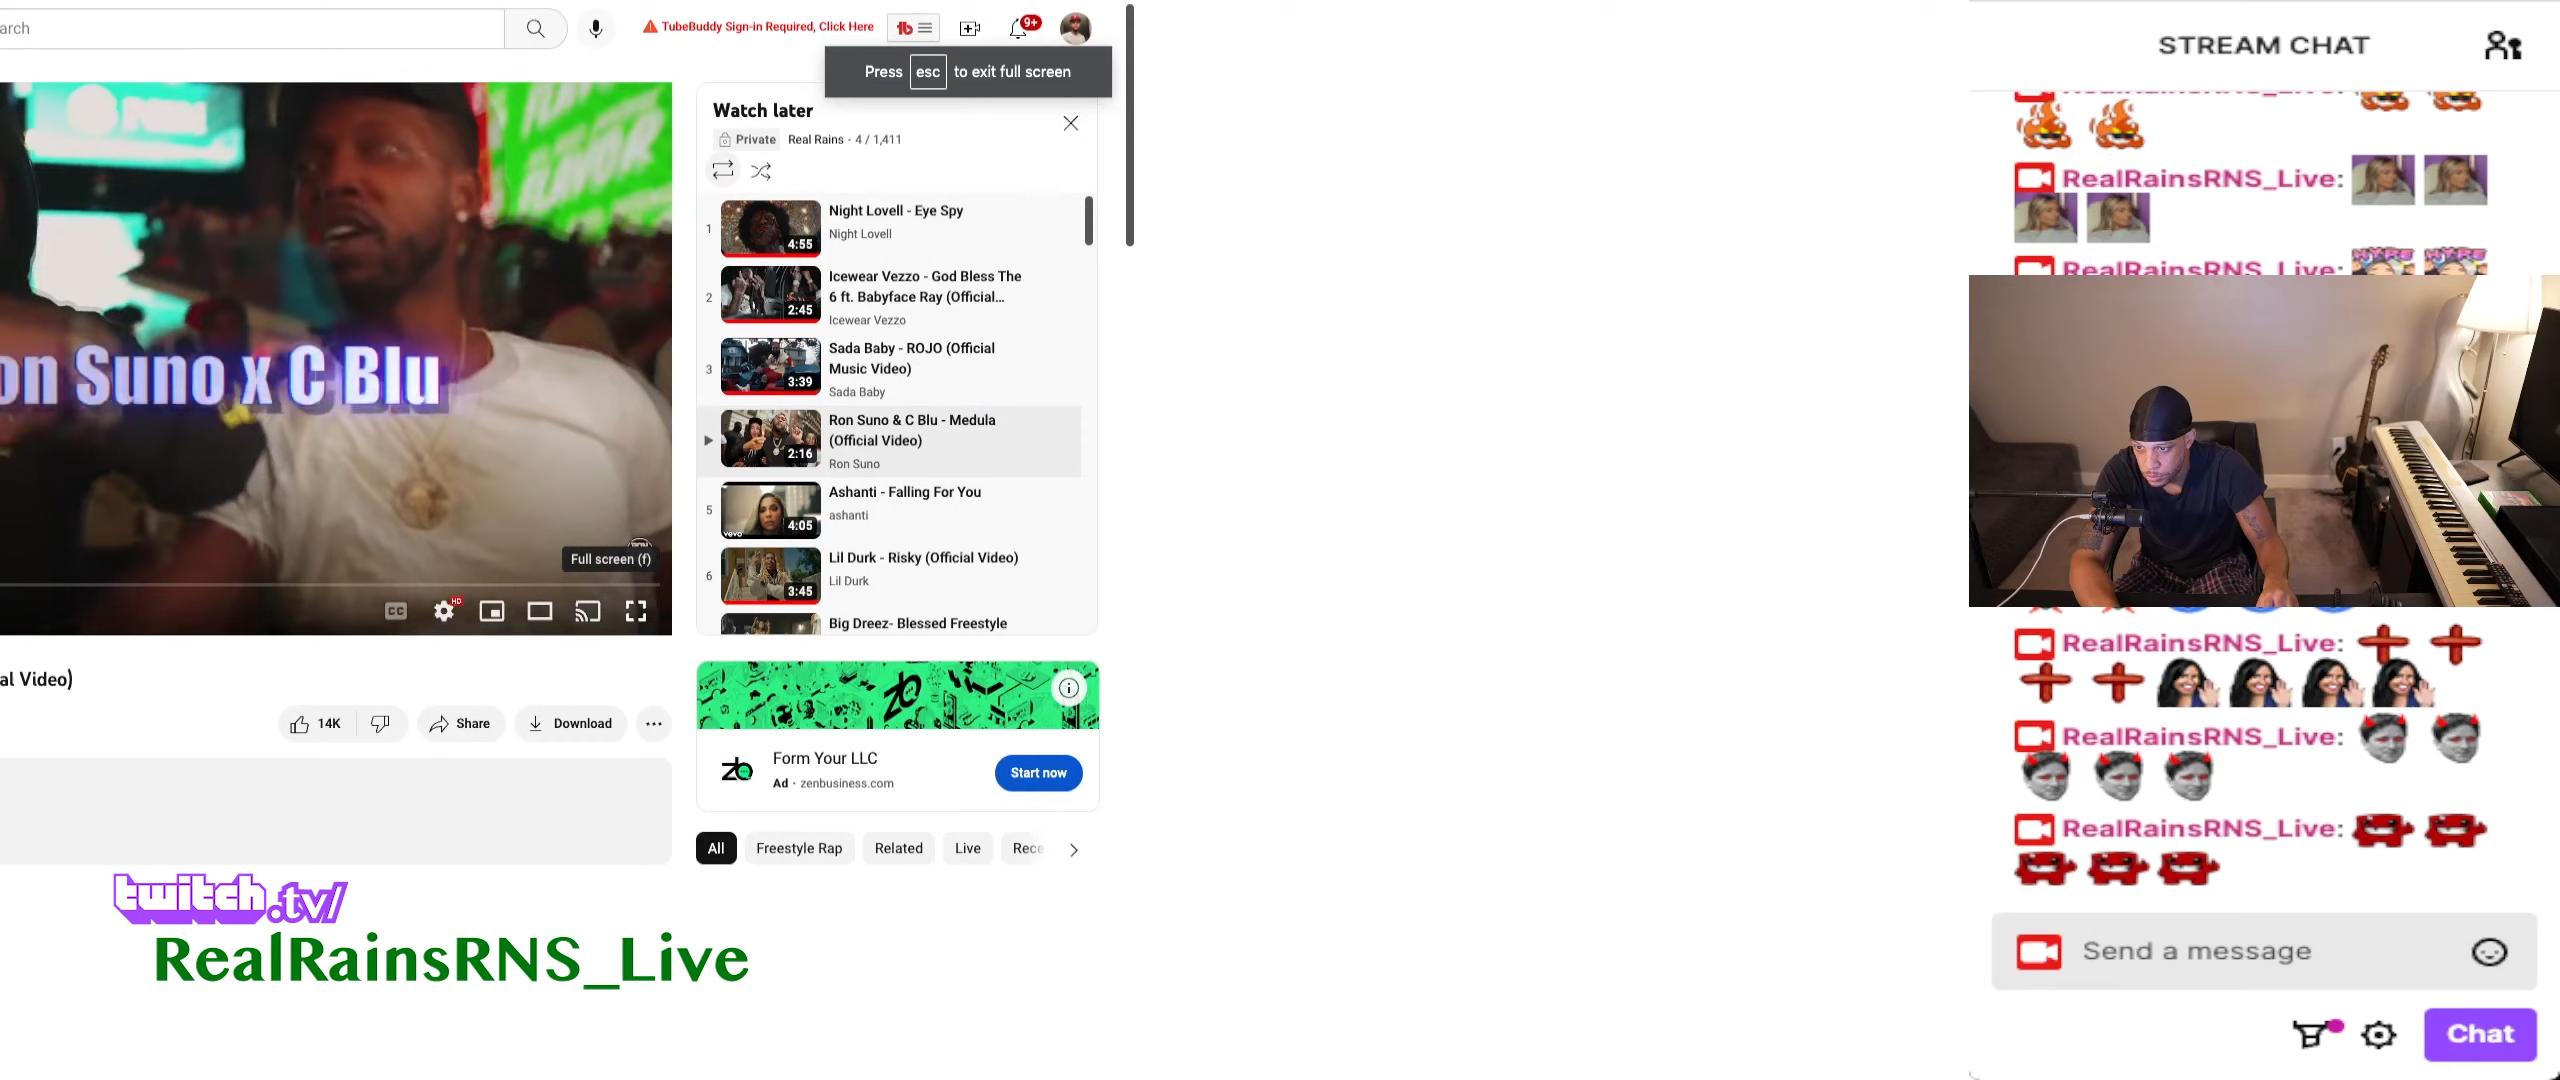 arch
TubeBuddy Sign-in Required, Click Here
9+
Press esc to exit full screen
on Suno x C Blu
Full screen (f)
CC
HD
al Video)
14K
Share
Download
Watch later
Private
Real Rains - 4 / 1,411
1
4:55
Night Lovell - Eye Spy
Night Lovell
2
2:45
Icewear Vezzo - God Bless The
6 ft. Babyface Ray (Official...
Icewear Vezzo
3
3:39
Sada Baby - ROJO (Official
Music Video)
Sada Baby
2:16
Ron Suno & C Blu - Medula
(Official Video)
Ron Suno
5
vevo
4:05
Ashanti - Falling For You
ashanti
6
3:45
Lil Durk - Risky (Official Video)
Lil Durk
Big Dreez- Blessed Freestyle
Form Your LLC
Ad · zenbusiness.com
Start now
All
Freestyle Rap
Related
Live
Rece
twitch.tv/
RealRainsRNS_Live
STREAM CHAT
RealRainsRNS_Live:
RealRainsRNS_Live:
HYPE HYPE
RealRainsRNS_Live:
RealRainsRNS_Live:
RealRainsRNS_Live:
Send a message
Chat